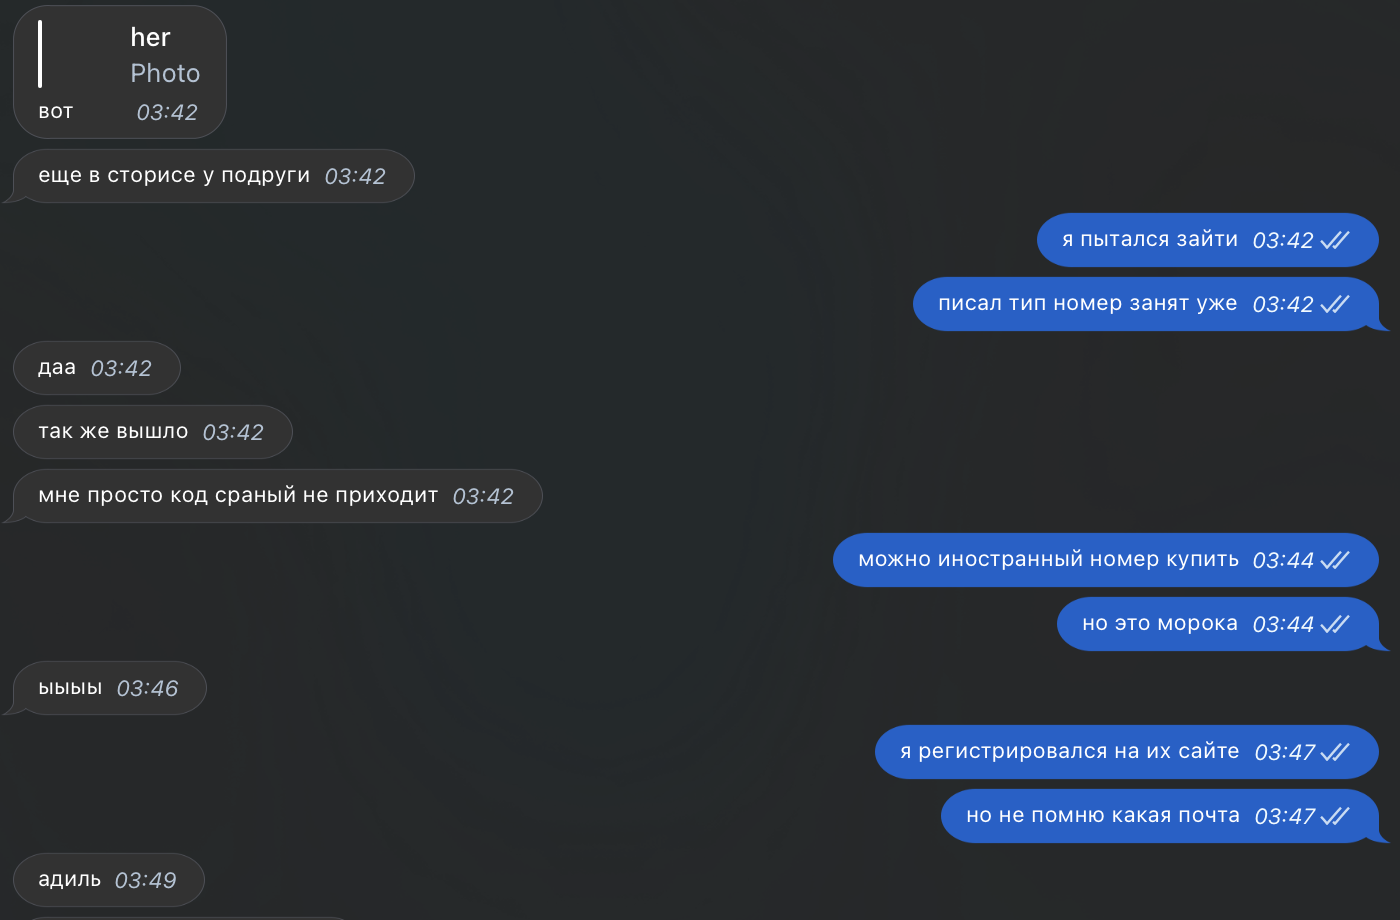 her
Photo
вот 03:42
еще в сторисе у подруги 03:42
я пытался зайти 03:42
писал тип номер занят уже 03:42
даа 03:42
так же вышло 03:42
мне просто код сраный не приходит 03:42
можно иностранный номер купить 03:44
но это морока 03:44
ыыыы 03:46
я регистрировался на их сайте 03:47
но не помню какая почта 03:47
адиль 03:49